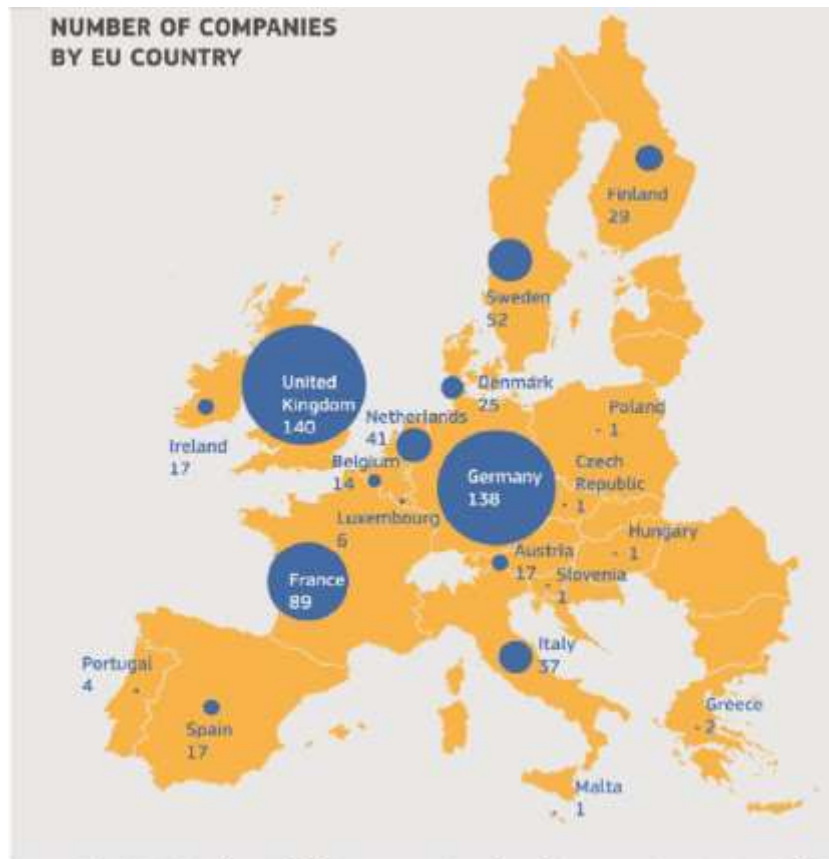 NUMBER OF COMPANIES
BY EU COUNTRY
Finland
29
Sweden
52
United
Kingdom
140
Denmark
25
Netherlands
41
Poland
1
Ireland
17
Belgium
14
Germany
138
Czech
Republic
1
Luxembourg
6
Hungary
1
Austria
17
Slovenia
1
France
89
Italy
37
Portugal
4
Spain
17
Greece
2
Malta
1